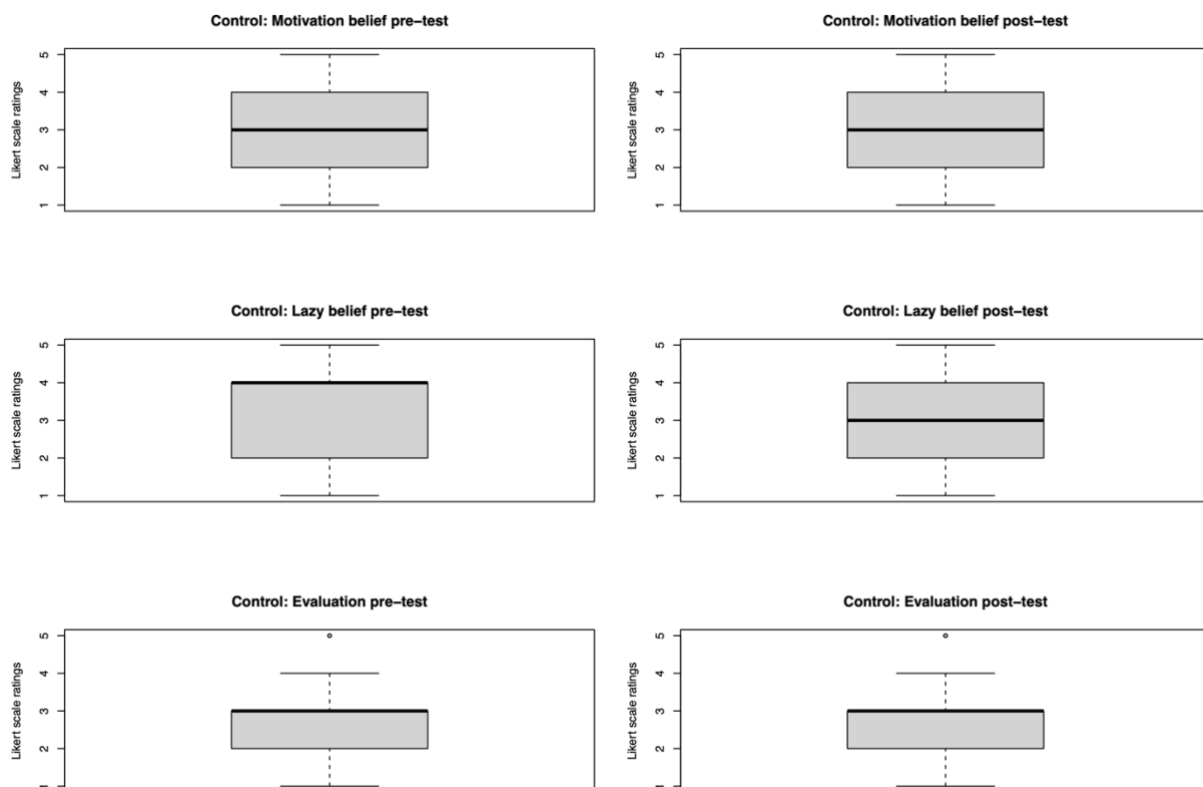 Control: Motivation belief pre−test
Likert scale ratings
5
4
3
2
1
Control: Motivation belief post−test
Likert scale ratings
5
4
3
2
1
Control: Lazy belief pre−test
Likert scale ratings
5
4
3
2
1
Control: Lazy belief post−test
Likert scale ratings
5
4
3
2
1
Control: Evaluation pre−test
Likert scale ratings
5
4
3
2
1
Control: Evaluation post−test
Likert scale ratings
5
4
3
2
1